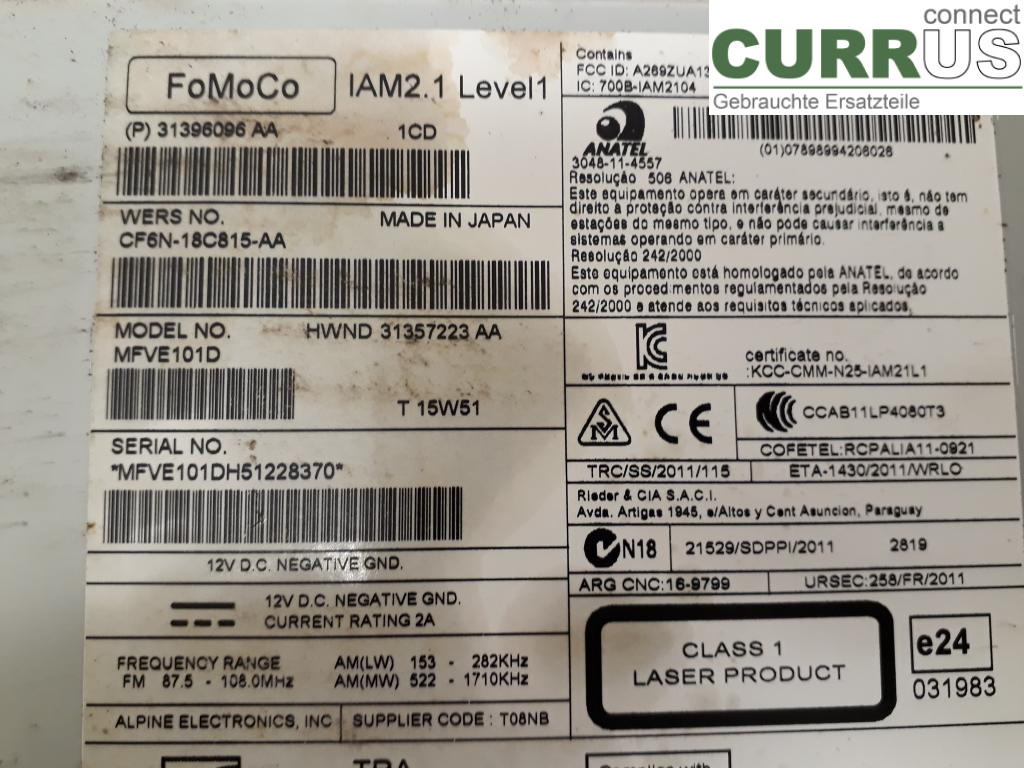 connect
CURRUS
Gebrauchte Ersatzteile
FoMoCo
IAM2.1 Level1
(P) 31396096 AA
1CD
WERS NO.
MADE IN JAPAN
CF6N-18C815-AA
MODEL NO.
HWND 31357223 AA
MFVE101D
T 15W51
SERIAL NO.
*MFVE101DH51228370*
12V D.C. NEGATIVE GND.
12V D.C. NEGATIVE GND.
CURRENT RATING 2A
FREQUENCY RANGE
FM 87.5 - 108.0MHz
AM(LW) 153 - 282KHz
AM(MW) 522 - 1710KHz
ALPINE ELECTRONICS, INC
SUPPLIER CODE : T08NB
Contains
FCC ID: A269ZUA13
IC: 700B-IAM2104
ANATEL
3048-11-4557
(01)07898994206028
Resolução 506 ANATEL:
Este equipamento opera em caráter secundário, isto é, não tem
direito a proteção contra interferência prejudicial, mesmo de
estações do mesmo tipo, e não pode causar interferência a
sistemas operando em caráter primário.
Resolução 242/2000
Este equipamento está homologado pela ANATEL, de acordo
com os procedimentos regulamentados pela Resolução
242/2000 e atende aos requisitos técnicos aplicados.
certificate no.
:KCC-CMM-N25-IAM21L1
CE
CCAB11LP4080T3
COFETEL:RCPALIA11-0921
TRC/SS/2011/115
ETA-1430/2011/WRLO
Rieder & CIA S.A.C.I.
Avda. Artigas 1945, e/Altos y Cent Asuncion, Paraguay
N18
21529/SDPPI/2011
2819
ARG CNC:16-9799
URSEC:258/FR/2011
CLASS 1
LASER PRODUCT
e24
031983
TRA
Complies with